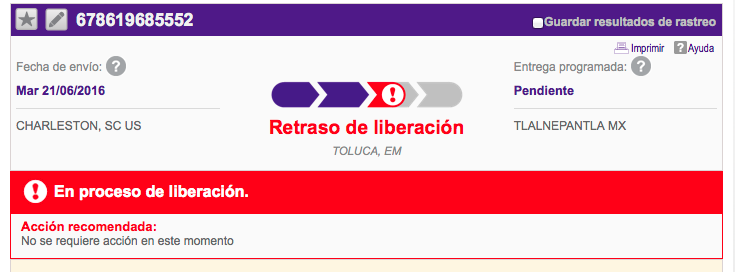 678619685552
Guardar resultados de rastreo
Imprimir ? Ayuda
Fecha de envío: ?
Entrega programada: ?
Mar 21/06/2016
Pendiente
!
CHARLESTON, SC US
Retraso de liberación
TLALNEPANTLA MX
TOLUCA, EM
! En proceso de liberación.
Acción recomendada:
No se requiere acción en este momento